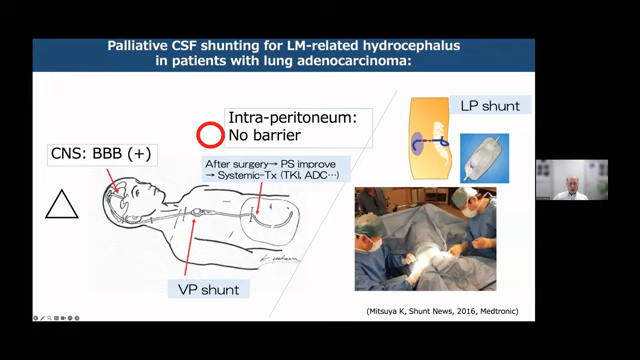 Palliative CSF shunting for LM-related hydrocephalus
in patients with lung adenocarcinoma:
CNS: BBB (+)
Intra-peritoneum:
No barrier
After surgery→ PS improve
→ Systemic-Tx (TKI, ADC…)
VP shunt
LP shunt
(Mitsuya K, Shunt News, 2016, Medtronic)